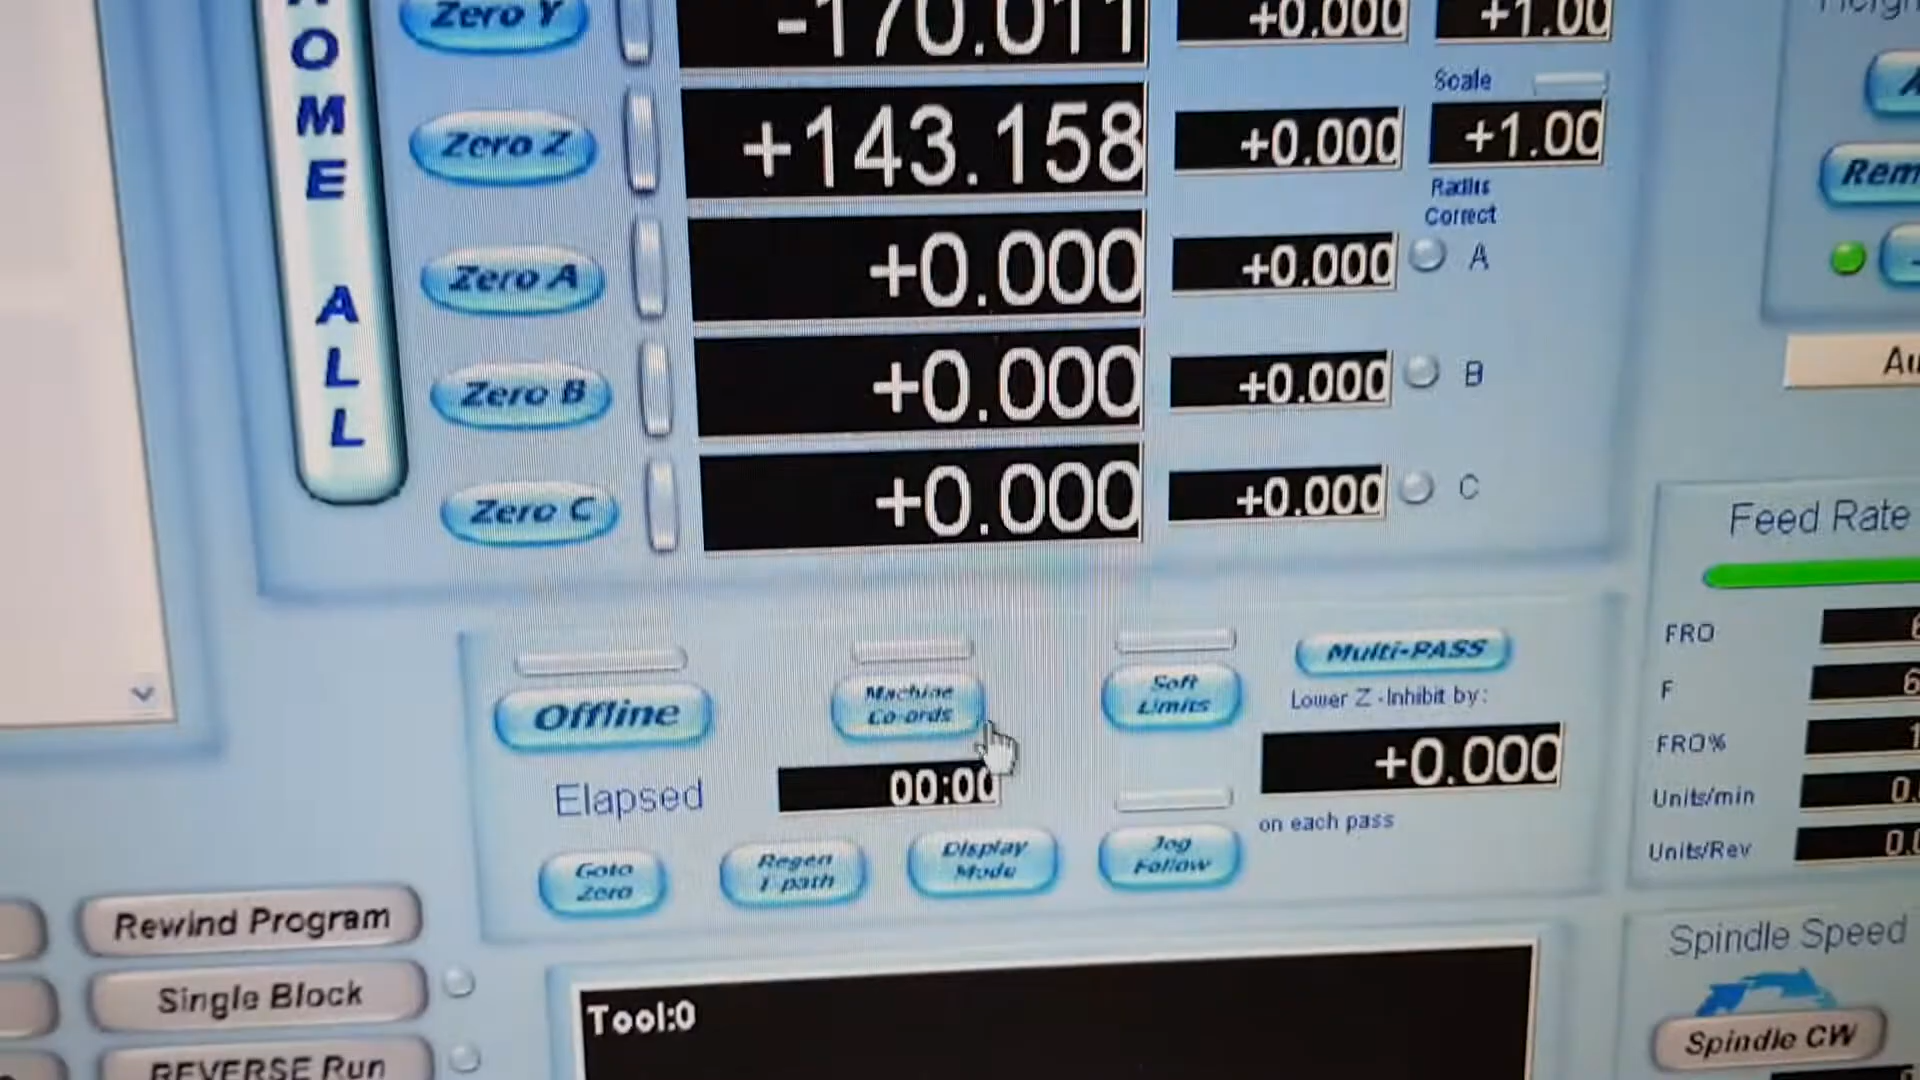 HOME ALL
Zero Y
-170.011
+0.000
+1.00
Zero Z
+143.158
+0.000
Scale
+1.00
Radius
Correct
Zero A
+0.000
+0.000
A
Zero B
+0.000
+0.000
B
Zero C
+0.000
+0.000
C
Feed Rate
FRO
F
FRO%
Units/min
Units/Rev
Offline
Machine
Co-ords
Soft
Limits
Multi-PASS
Lower Z -Inhibit by:
+0.000
on each pass
Elapsed
00:00
Goto
Zero
Regen
T path
Display
Mode
Jog
Follow
Rewind Program
Single Block
REVERSE Run
Tool:0
Spindle Speed
Spindle CW